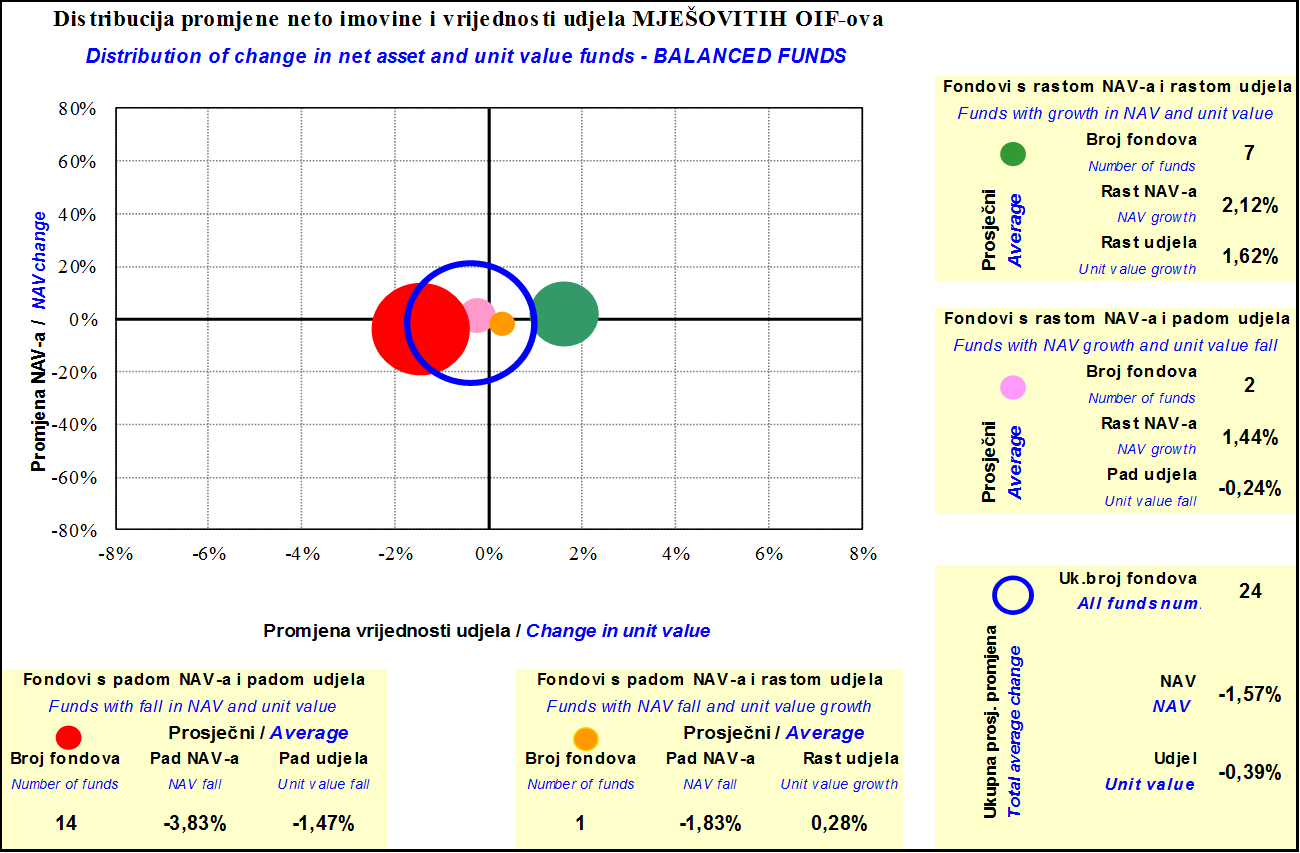 Distribucija promjene neto imovine i vrijednosti udjela MJEŠOVITIH OIF-ova
Distribution of change in net asset and unit value funds - BALANCED FUNDS
80%
60%
40%
20%
0%
-20%
-40%
-60%
-80%
-8%
-6%
-4%
-2%
0%
2%
4%
6%
8%
Promjena NAV-a / NAV change
Promjena vrijednosti udjela / Change in unit value
Fondovi s rastom NAV-a i rastom udjela
Funds with growth in NAV and unit value
Broj fondova
Number of funds
7
Prosječni
Average
Rast NAV-a
NAV growth
2,12%
Rast udjela
Unit value growth
1,62%
Fondovi s rastom NAV-a i padom udjela
Funds with NAV growth and unit value fall
Broj fondova
Number of funds
2
Prosječni
Average
Rast NAV-a
NAV growth
1,44%
Pad udjela
Unit value fall
-0,24%
Uk.broj fondova
All funds num.
24
Ukupna prosj. promjena
Total average change
NAV
NAV
-1,57%
Udjel
Unit value
-0,39%
Fondovi s padom NAV-a i padom udjela
Funds with fall in NAV and unit value
Prosječni / Average
Broj fondova Pad NAV-a Pad udjela
Number of funds NAV fall Unit value fall
14 -3,83% -1,47%
Fondovi s padom NAV-a i rastom udjela
Funds with NAV fall and unit value growth
Prosječni / Average
Broj fondova Pad NAV-a Rast udjela
Number of funds NAV fall Unit value growth
1 -1,83% 0,28%